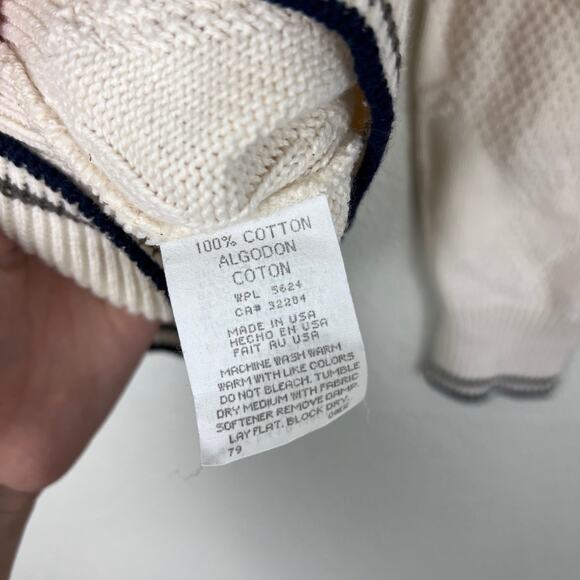 100% COTTON
ALGODON
COTON
WPL 5624
CA# 32284
MADE IN USA
HECHO EN USA
FAIT AU USA
MACHINE WASH WARM
WARM WITH LIKE COLORS
DO NOT BLEACH. TUMBLE
DRY MEDIUM WITH FABRIC
SOFTENER REMOVE DAMP.
LAY FLAT. BLOCK DRY.
79